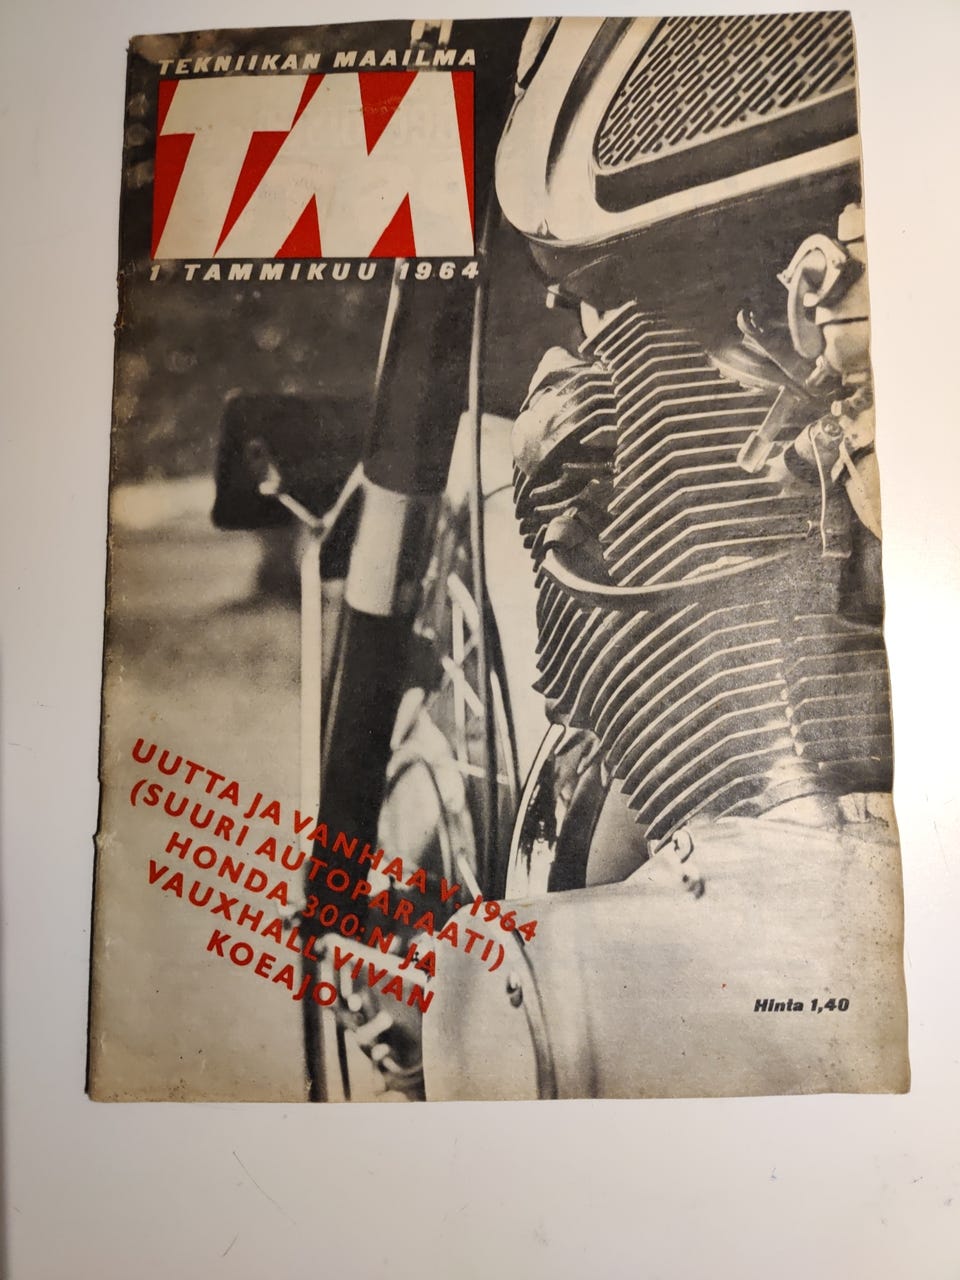 TEKNIIKAN MAAILMA
TM
1 TAMMIKUU 1964
UUTTA JA VANHAA V. 1964
(SUURI AUTOPARAATI)
HONDA 300:N JA
VAUXHALL VIVAN
KOEAJO
Hinta 1,40